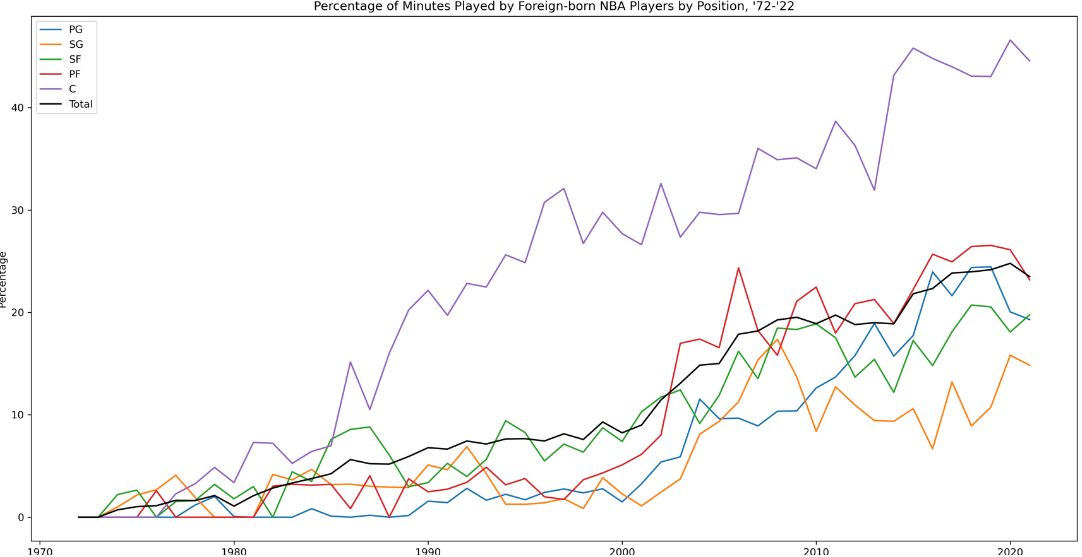 Percentage of Minutes Played by Foreign-born NBA Players by Position, '72-'22
PG
SG
SF
PF
C
Total
Percentage
40
30
20
10
0
1970
1980
1990
2000
2010
2020